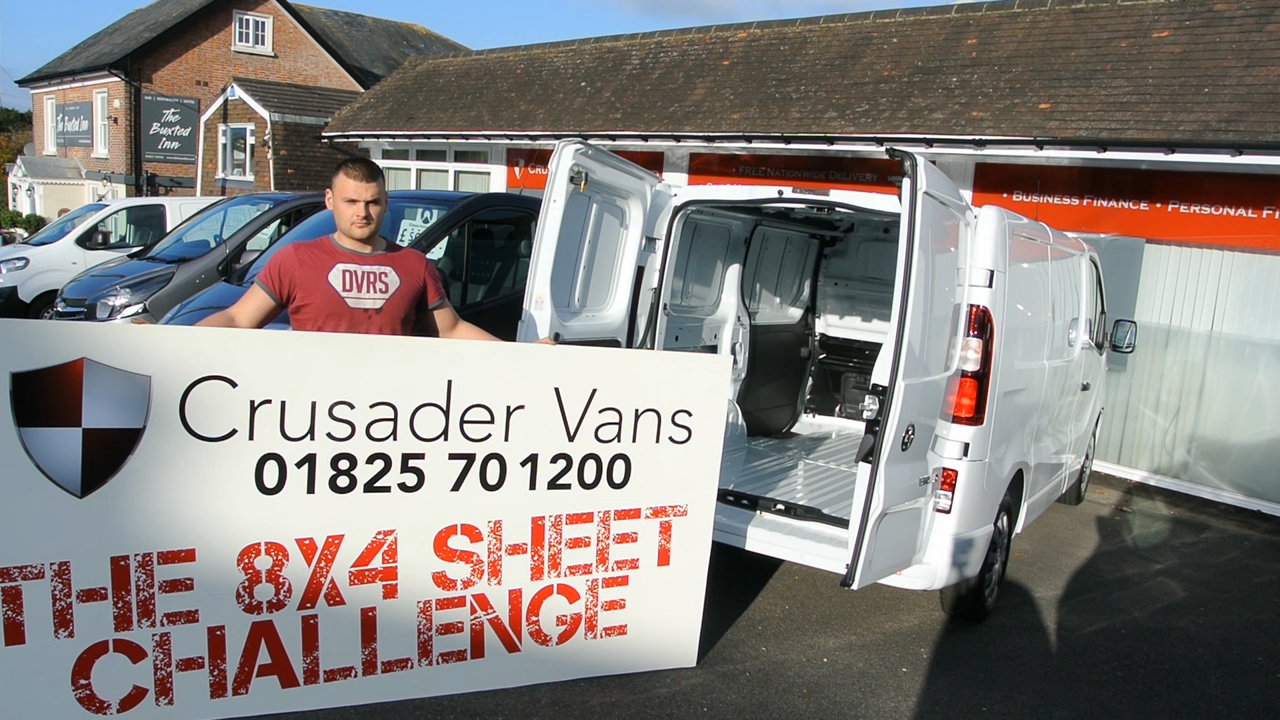 The Buxted Inn
The
Buxted
Inn
DVRS
CRUS
• FREE NATIONWIDE DELIVERY
• BUSINESS FINANCE • PERSONAL FI
Crusader Vans
01825 701200
THE 8X4 SHEET
CHALLENGE